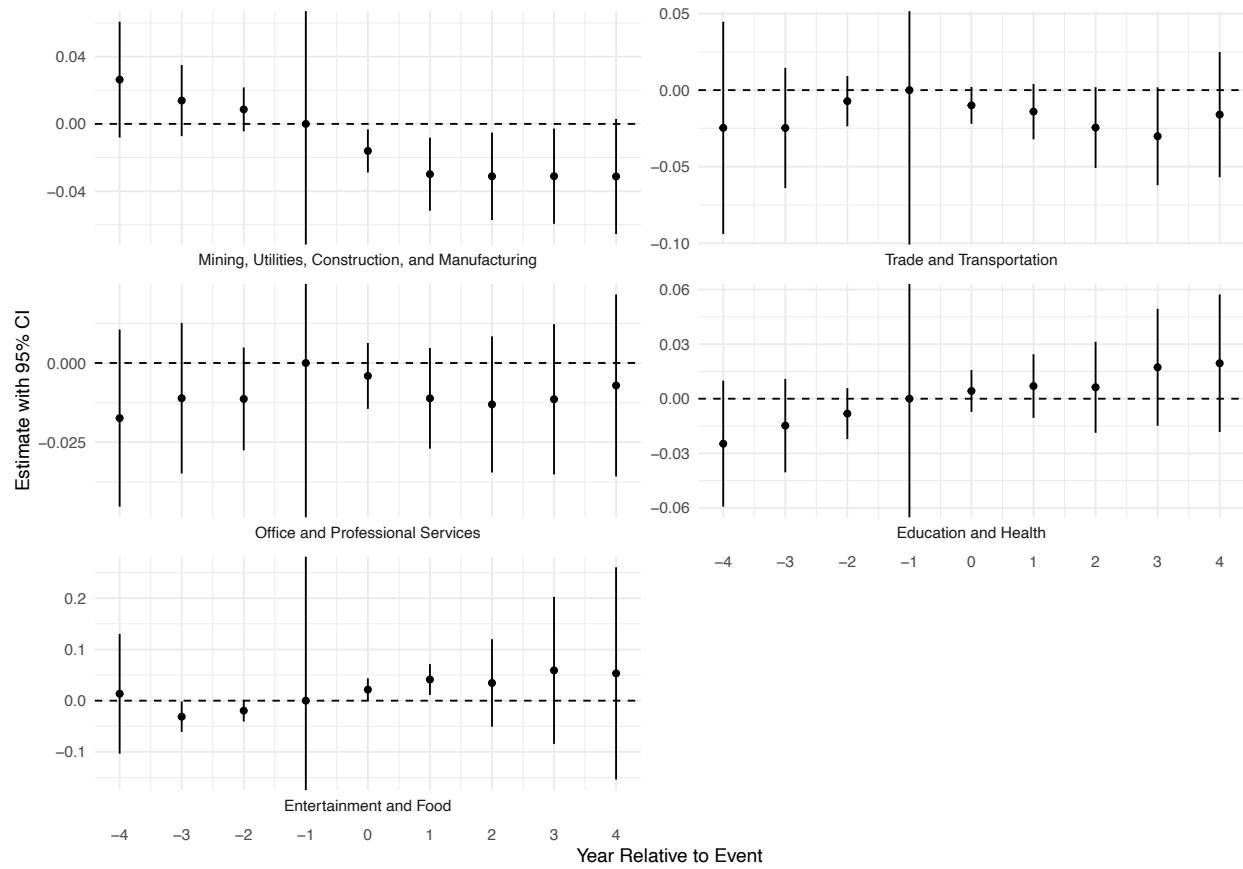 0.04
0.00
−0.04
Mining, Utilities, Construction, and Manufacturing
0.05
0.00
−0.05
−0.10
Trade and Transportation
Estimate with 95% CI
0.000
−0.025
Office and Professional Services
0.06
0.03
0.00
−0.03
−0.06
Education and Health
−4 −3 −2 −1 0 1 2 3 4
0.2
0.1
0.0
−0.1
Entertainment and Food
−4 −3 −2 −1 0 1 2 3 4
Year Relative to Event